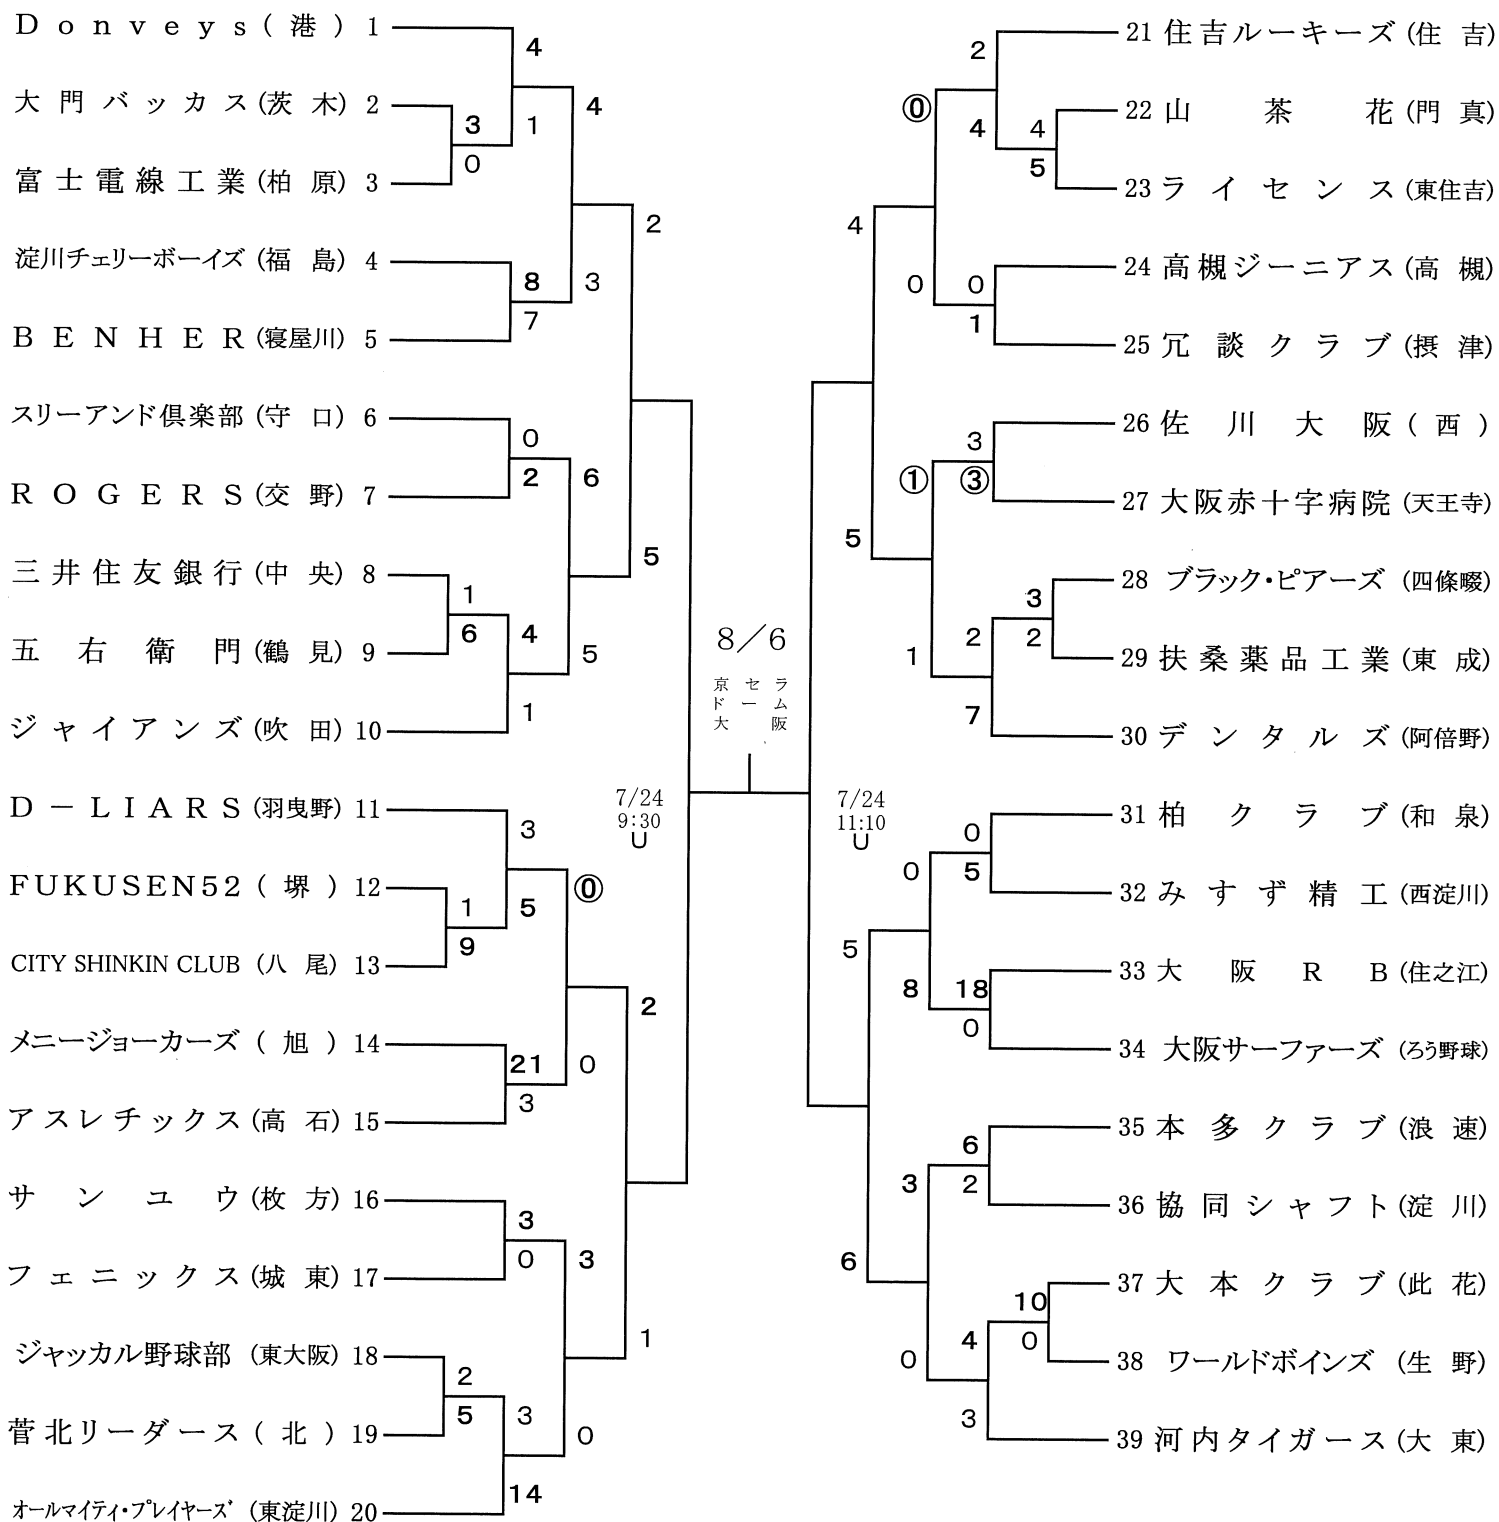 Donveys (港) 1
大門バッカス (茨木) 2
富士電線工業 (柏原) 3
淀川チェリーボーイズ (福島) 4
BENHER (寝屋川) 5
スリーアンド倶楽部 (守口) 6
ROGERS (交野) 7
三井住友銀行 (中央) 8
五右衛門 (鶴見) 9
ジャイアンズ (吹田) 10
D－LIARS (羽曳野) 11
FUKUSEN52 (堺) 12
CITY SHINKIN CLUB (八尾) 13
メニージョーカーズ (旭) 14
アスレチックス (高石) 15
サンユウ (枚方) 16
フェニックス (城東) 17
ジャッカル野球部 (東大阪) 18
菅北リーダース (北) 19
オールマイティ・プレイヤーズ (東淀川) 20
4
1
3
0
4
3
8
7
2
5
0
2
6
5
1
6
4
1
3
5
1
9
⓪
0
21
3
2
1
3
0
3
0
2
5
3
14
7/24
9:30
U
8／6
京セラ
ドーム
大阪
7/24
11:10
U
2
4
4
5
⓪
0
0
1
4
5
3
③
①
1
3
2
2
7
0
5
0
8
18
0
5
6
6
2
3
0
10
0
4
3
21 住吉ルーキーズ (住吉)
22 山茶花 (門真)
23 ライセンス (東住吉)
24 高槻ジーニアス (高槻)
25 冗談クラブ (摂津)
26 佐川大阪 (西)
27 大阪赤十字病院 (天王寺)
28 ブラック・ピアーズ (四條畷)
29 扶桑薬品工業 (東成)
30 デンタルズ (阿倍野)
31 柏クラブ (和泉)
32 みすず精工 (西淀川)
33 大阪RB (住之江)
34 大阪サーファーズ (ろう野球)
35 本多クラブ (浪速)
36 協同シャフト (淀川)
37 大本クラブ (此花)
38 ワールドボインズ (生野)
39 河内タイガース (大東)